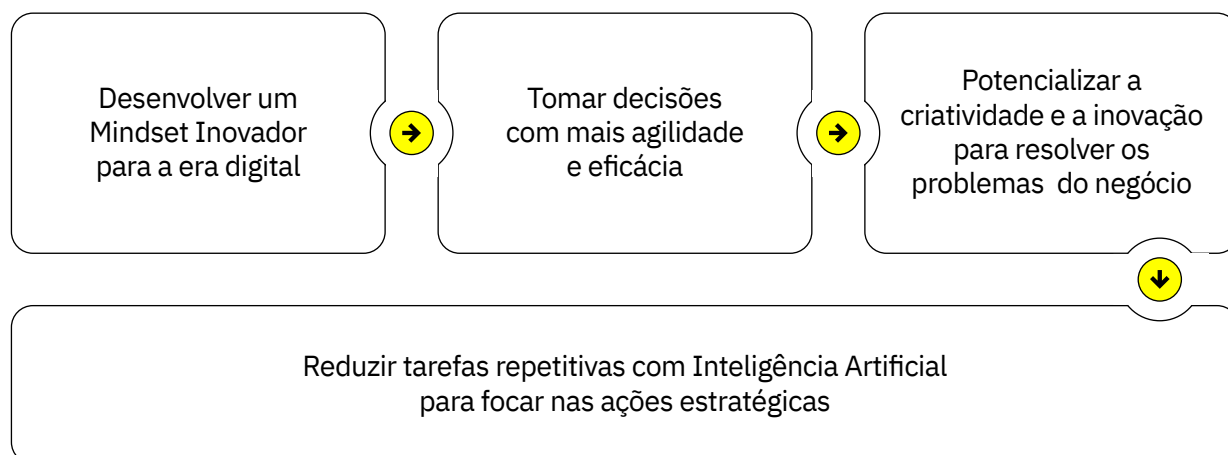 Desenvolver um
Mindset Inovador
para a era digital
Tomar decisões
com mais agilidade
e eficácia
Potencializar a
criatividade e a inovação
para resolver os
problemas do negócio
Reduzir tarefas repetitivas com Inteligência Artificial
para focar nas ações estratégicas